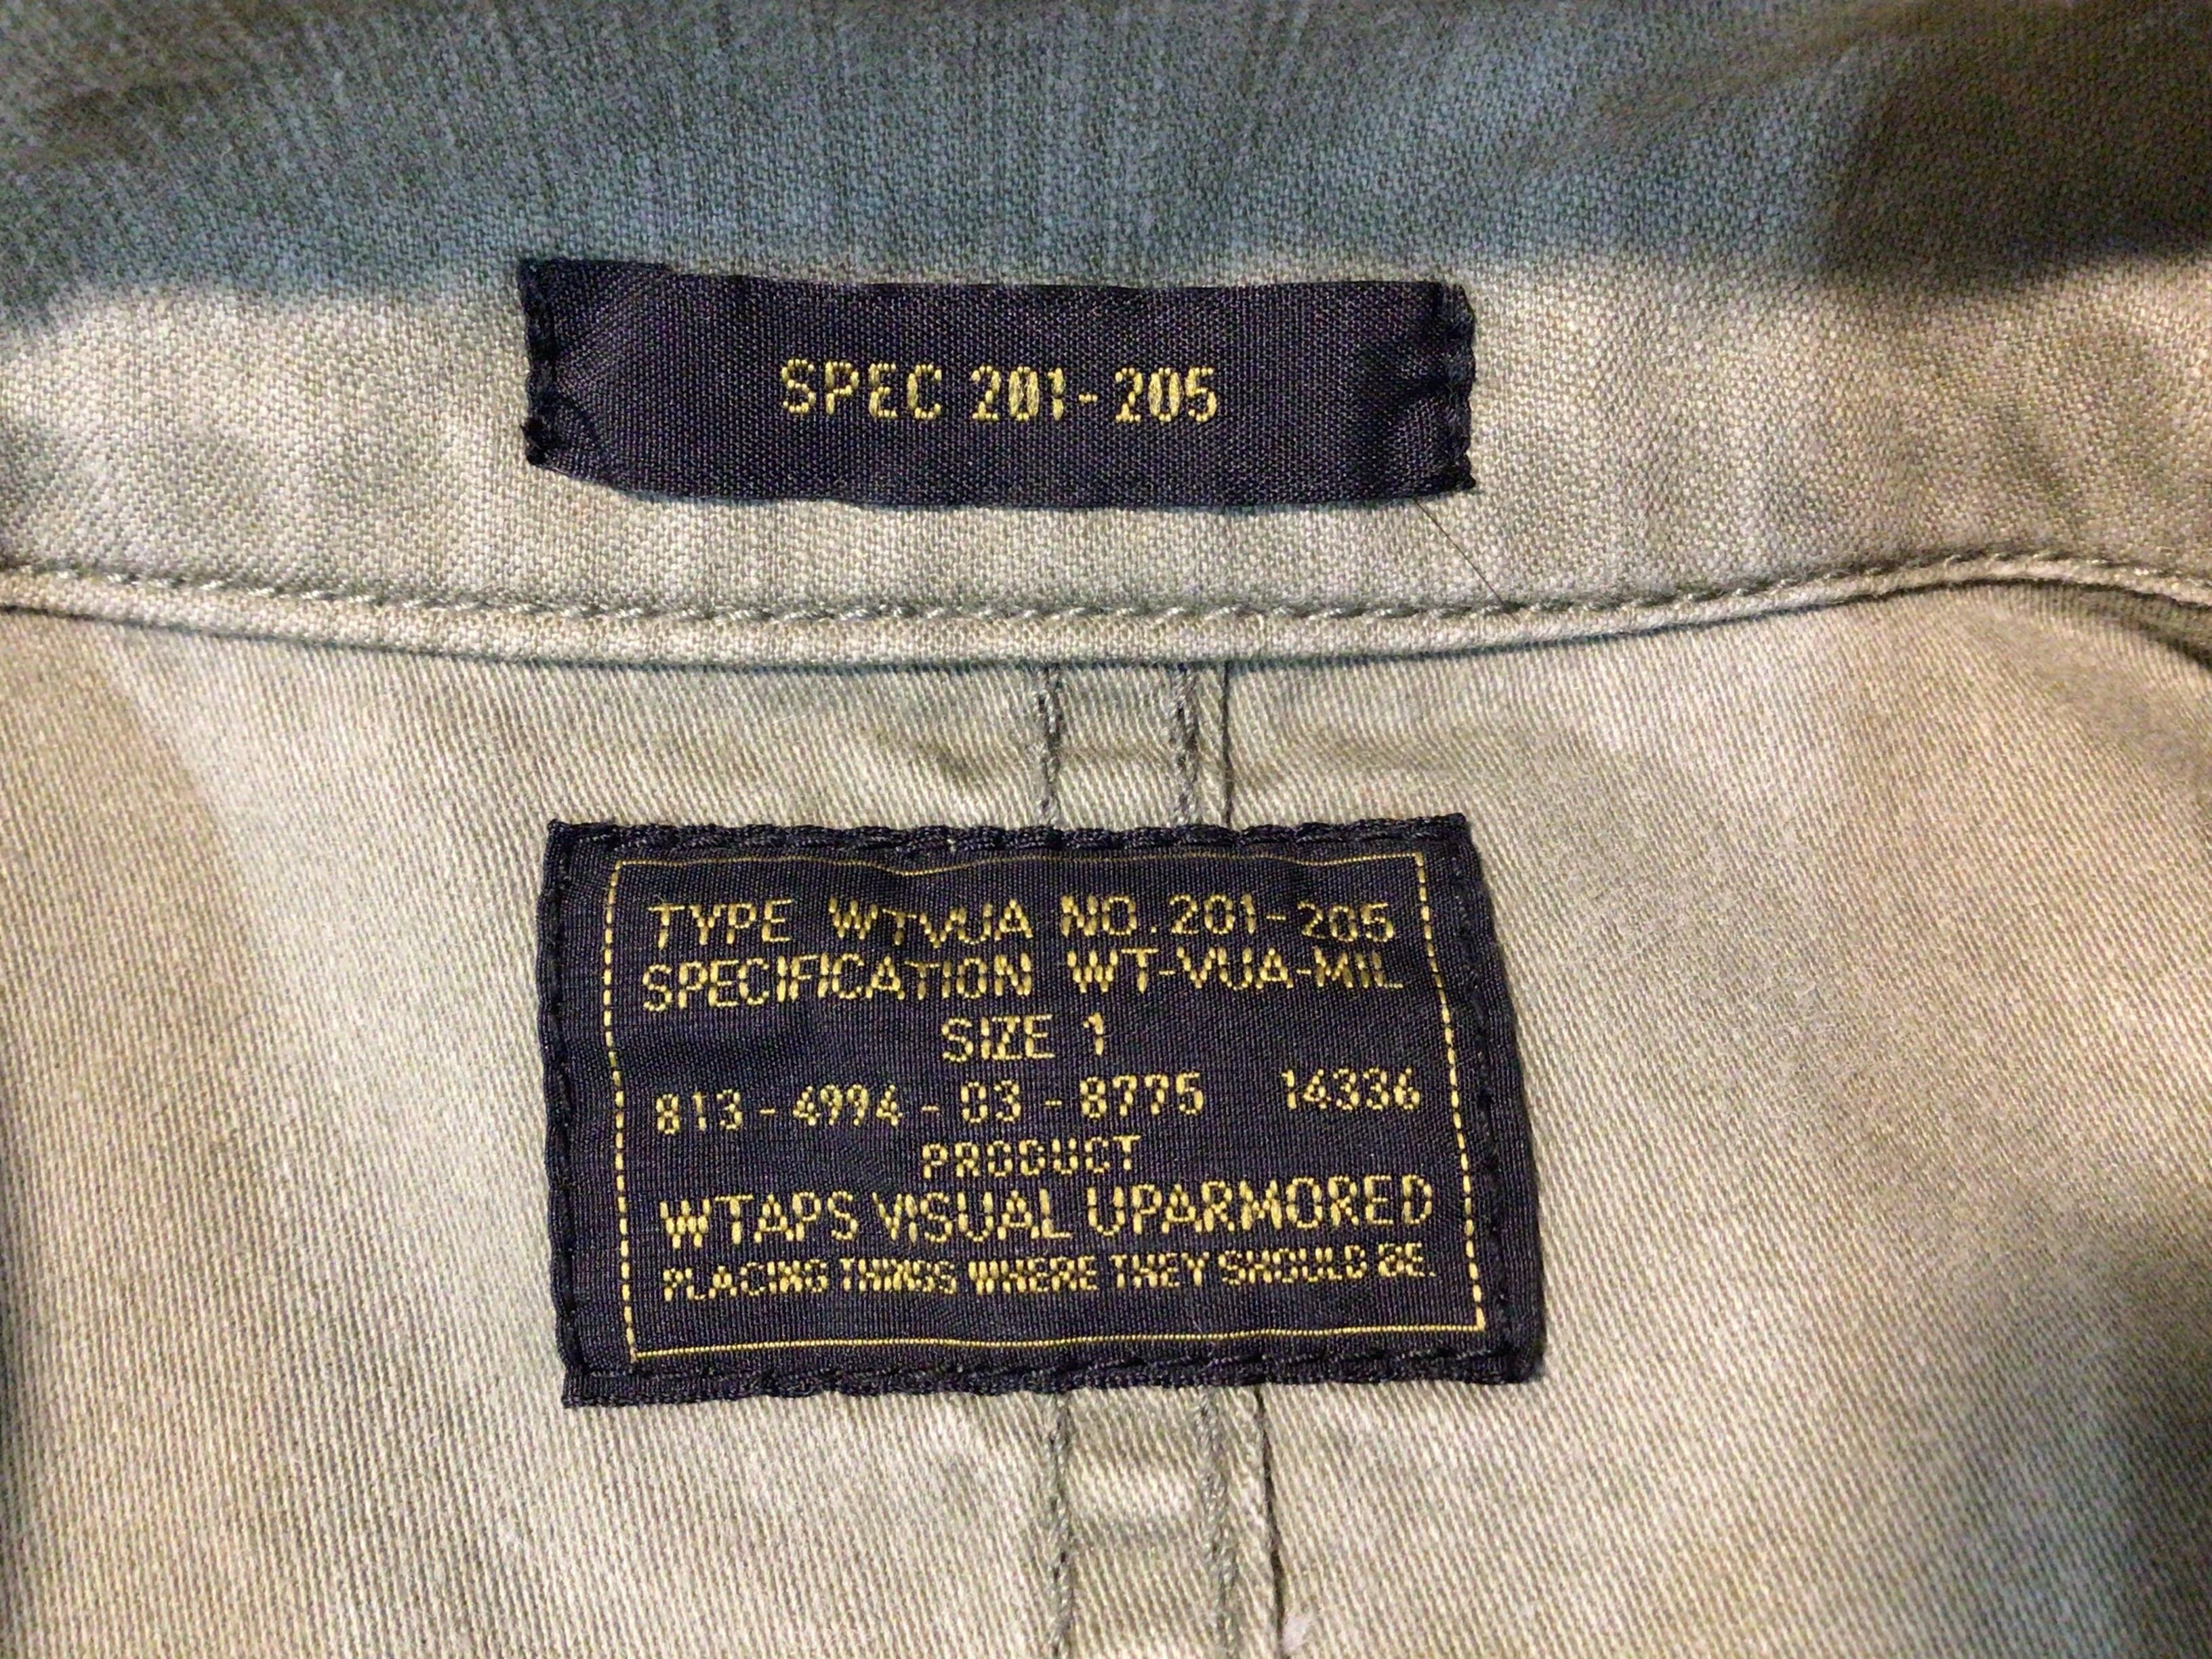 SPEC 201-205
TYPE WTVUA NO.201-205
SPECIFICATION WT-VUA-MIL
SIZE 1
813-4994-03-8775 14336
PRODUCT
WTAPS VISUAL UPARMORED
PLACING THINGS WHERE THEY SHOULD BE.